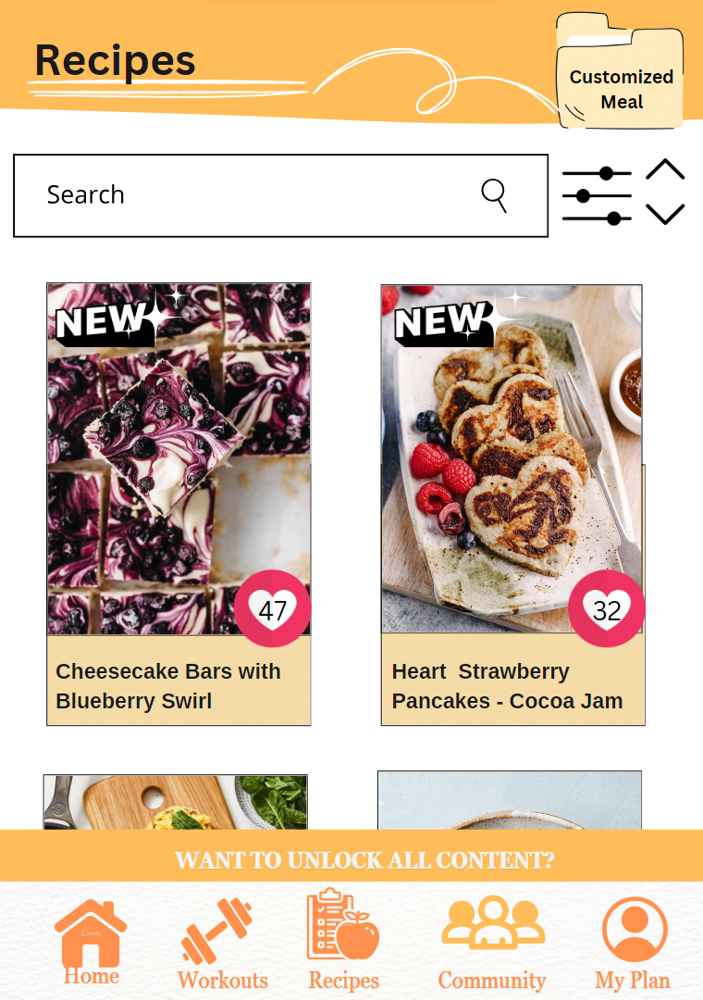 Recipes
Customized
Meal
Search
NEW
NEW
47
32
Cheesecake Bars with
Blueberry Swirl
Heart Strawberry
Pancakes - Cocoa Jam
WANT TO UNLOCK ALL CONTENT?
Canva
Home
Workouts
Recipes
Community
My Plan